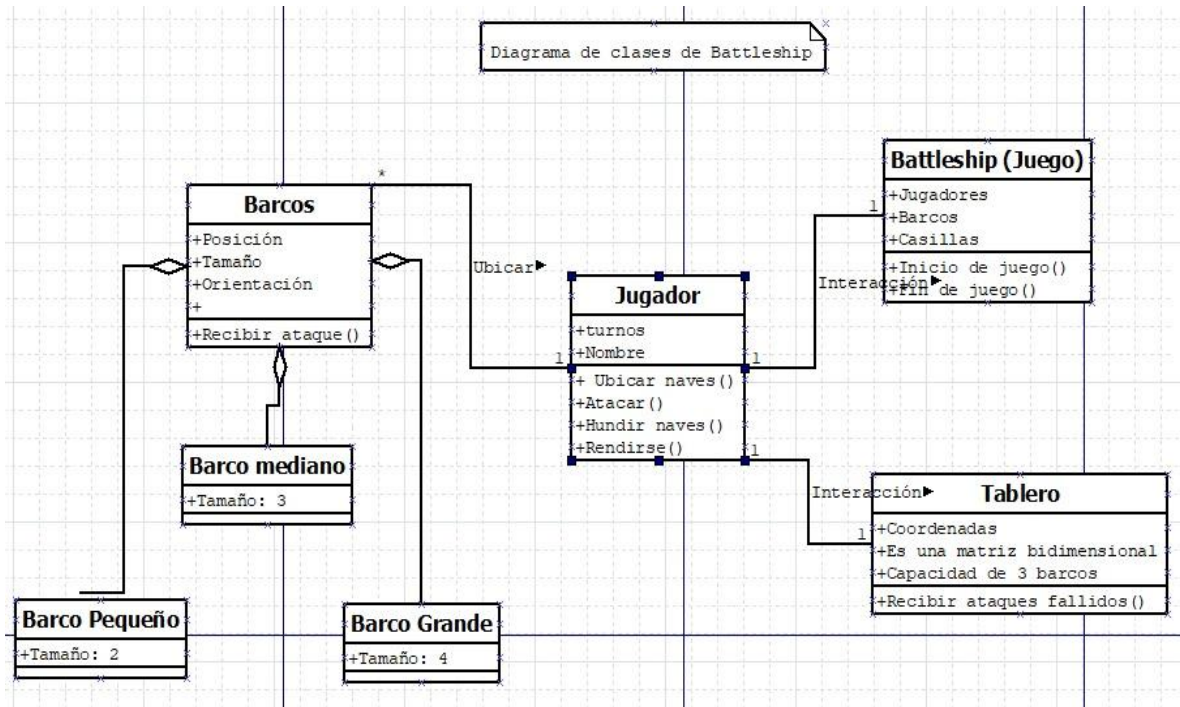 Diagrama de clases de Battleship
Battleship (Juego)
+Jugadores
+Barcos
+Casillas
+Inicio de juego()
+Fin de juego()
1
Interacción
*
Barcos
+Posición
+Tamaño
+Orientación
+
+Recibir ataque()
Ubicar
1
Jugador
+turnos
+Nombre
+ Ubicar naves()
+Atacar()
+Hundir naves()
+Rendirse()
1
1
Interacción
1
Tablero
+Coordenadas
+Es una matriz bidimensional
+Capacidad de 3 barcos
+Recibir ataques fallidos()
Barco mediano
+Tamaño: 3
Barco Pequeño
+Tamaño: 2
Barco Grande
+Tamaño: 4